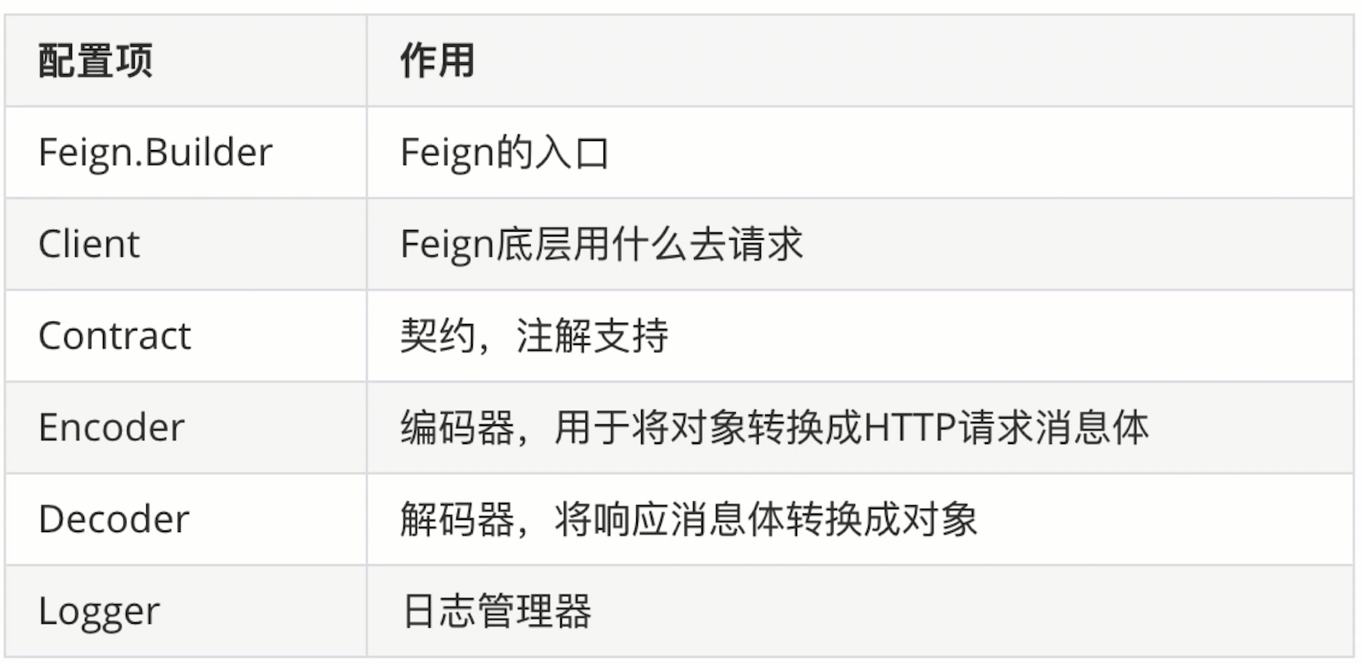 配置项 作用
Feign.Builder Feign的入口
Client Feign底层用什么去请求
Contract 契约，注解支持
Encoder 编码器，用于将对象转换成HTTP请求消息体
Decoder 解码器，将响应消息体转换成对象
Logger 日志管理器